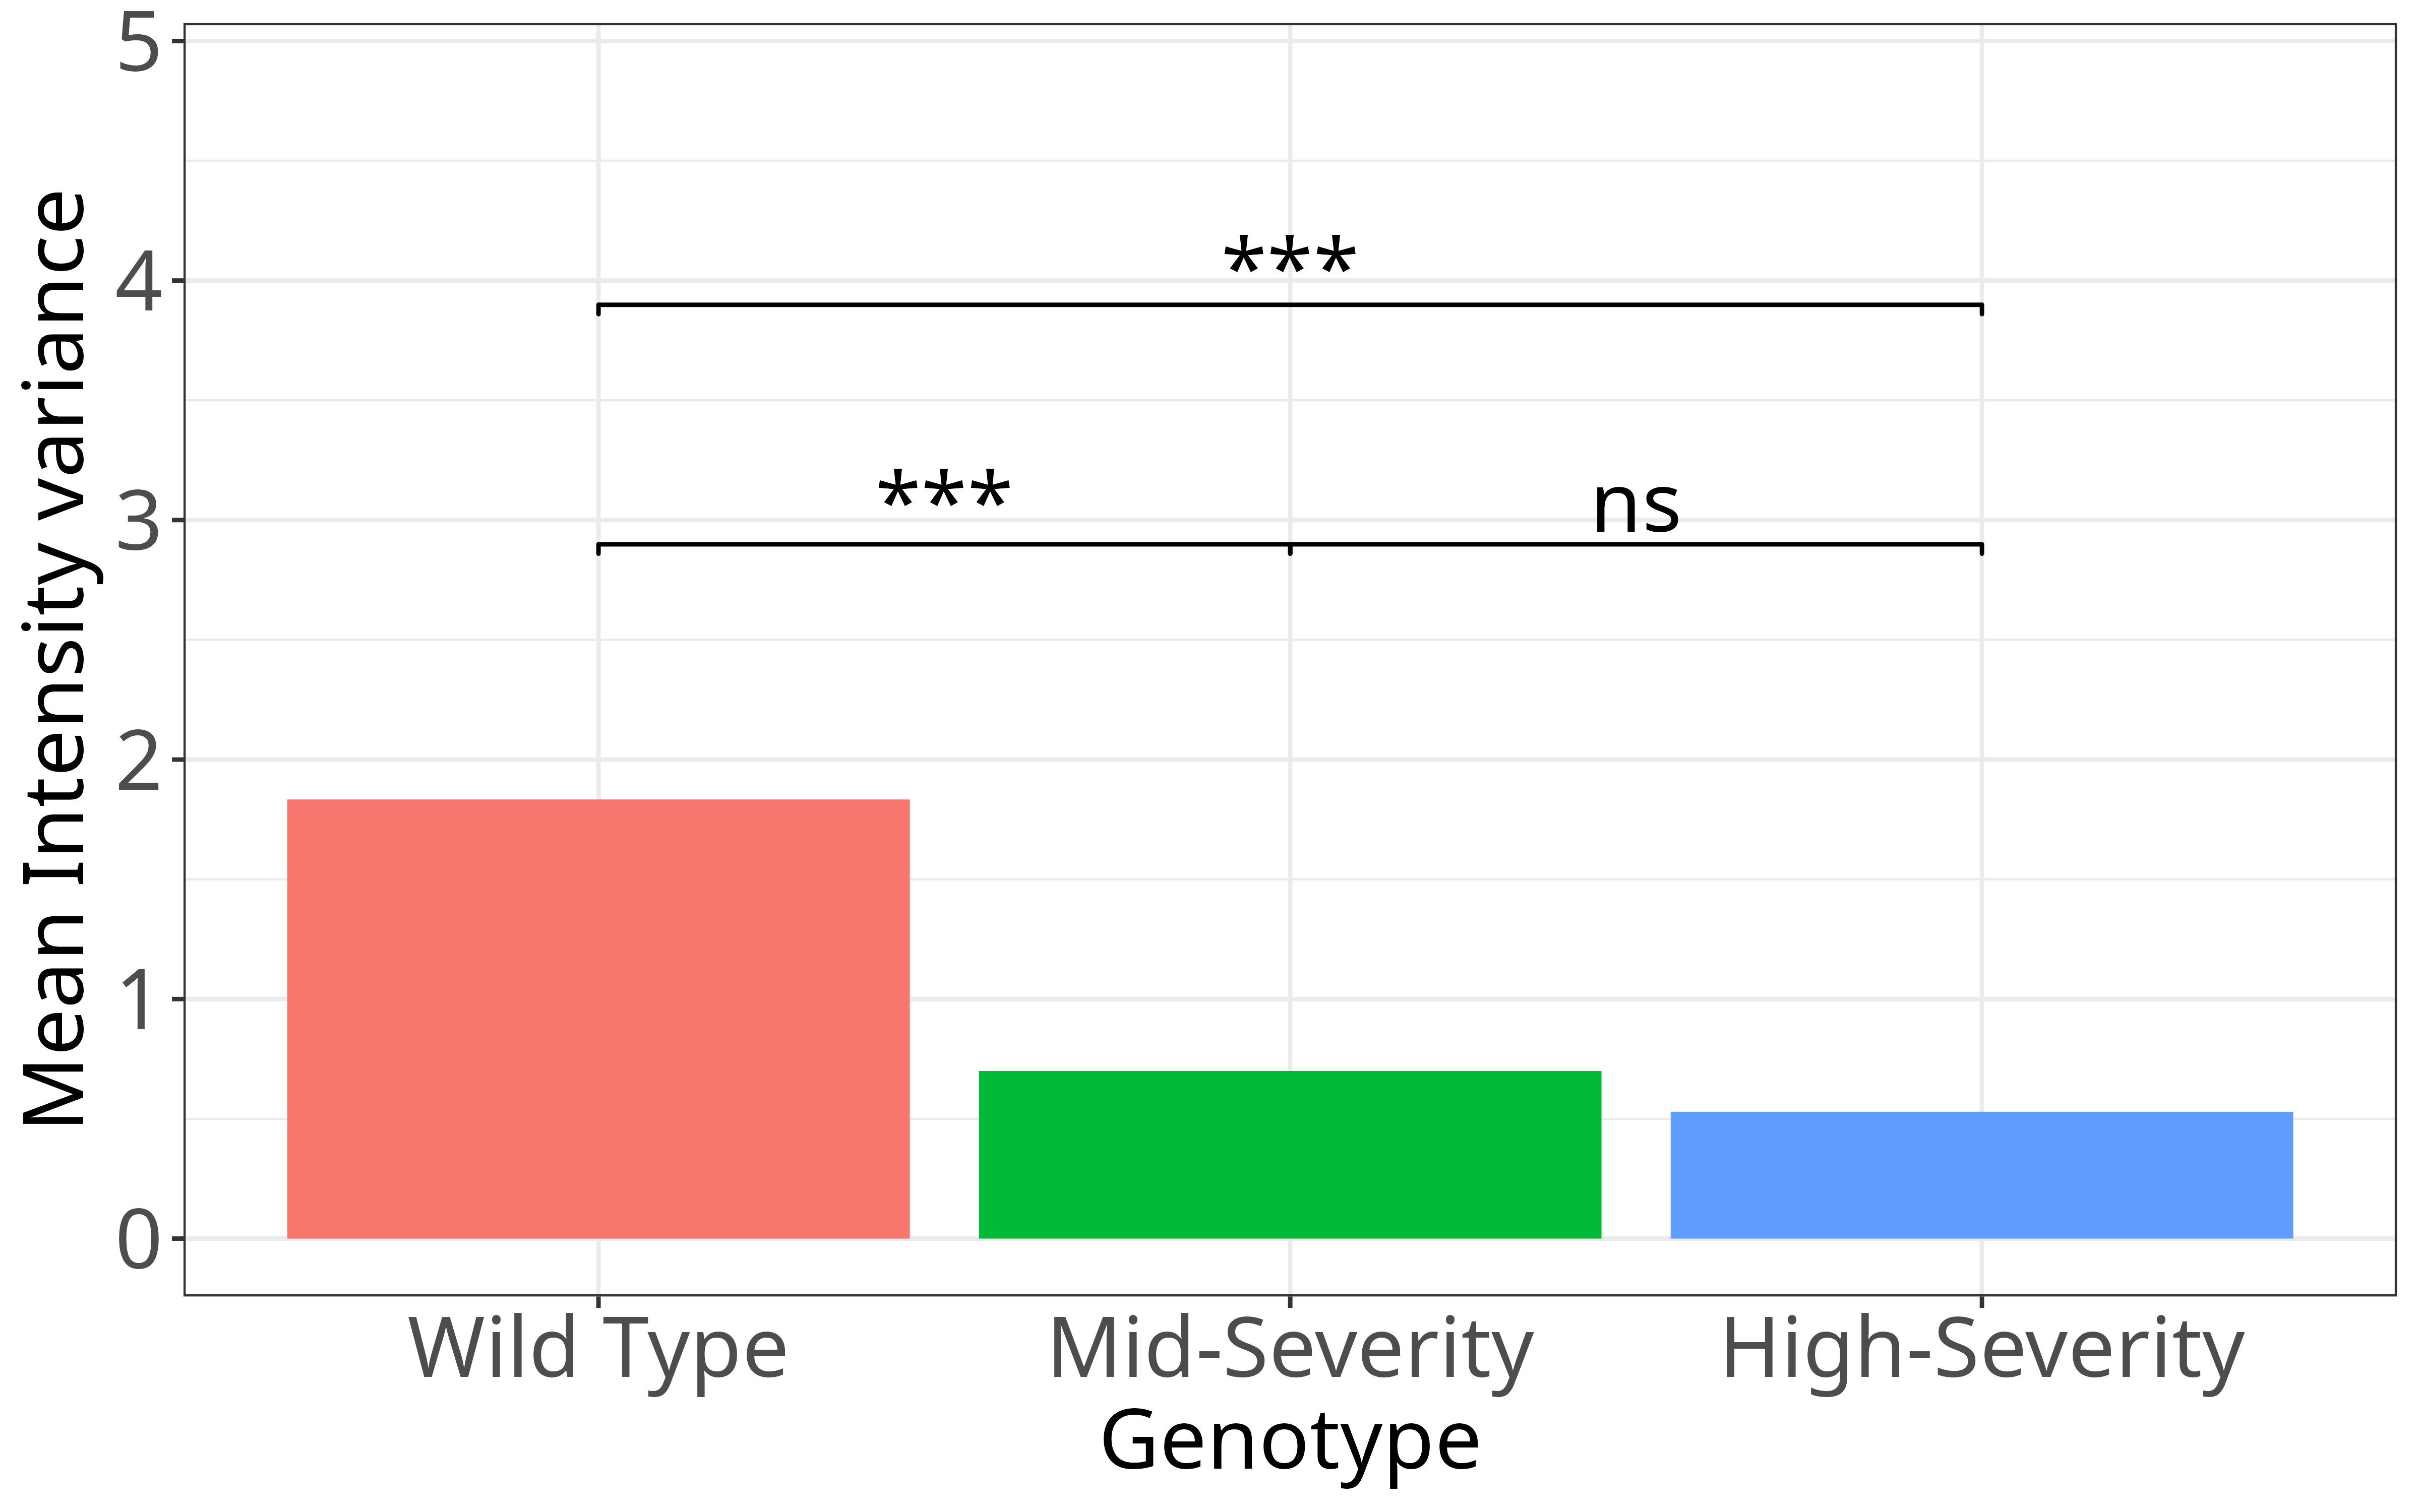 Mean Intensity variance
5
4
3
2
1
0
***
***
ns
Wild Type
Mid-Severity
High-Severity
Genotype